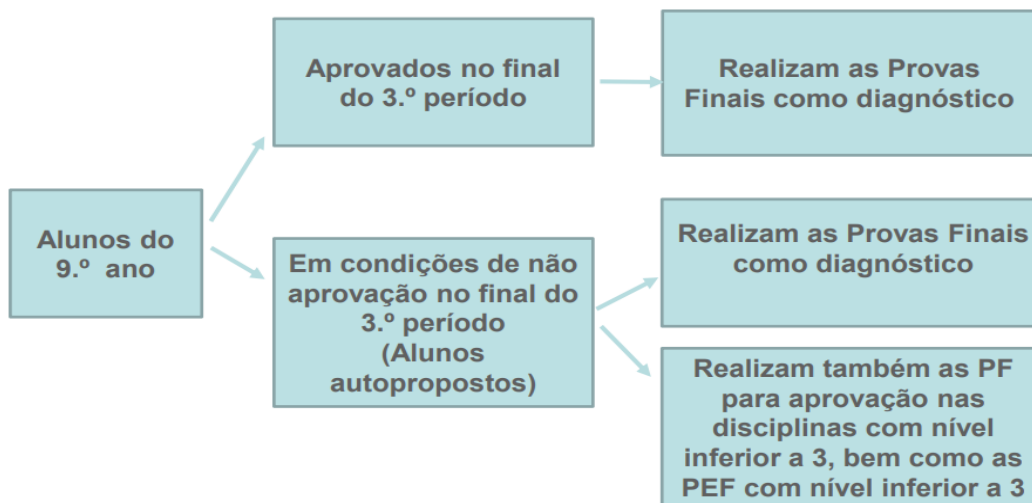 Alunos do
9.º ano
Aprovados no final
do 3.º período
Realizam as Provas
Finais como diagnóstico
Em condições de não
aprovação no final do
3.º período
(Alunos
autopropostos)
Realizam as Provas Finais
como diagnóstico
Realizam também as PF
para aprovação nas
disciplinas com nível
inferior a 3, bem como as
PEF com nível inferior a 3